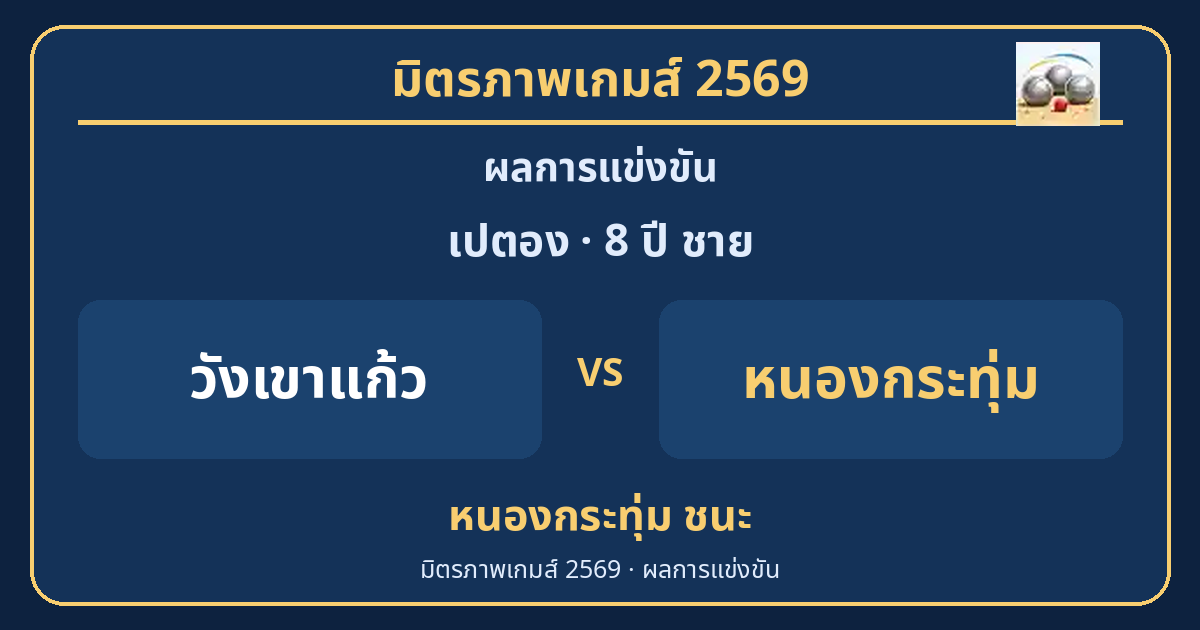 มิตรภาพเกมส์ 2569
ผลการแข่งขัน
เปตอง · 8 ปี ชาย
วังเขาแก้ว
VS
หนองกระทุ่ม
หนองกระทุ่ม ชนะ
มิตรภาพเกมส์ 2569 · ผลการแข่งขัน